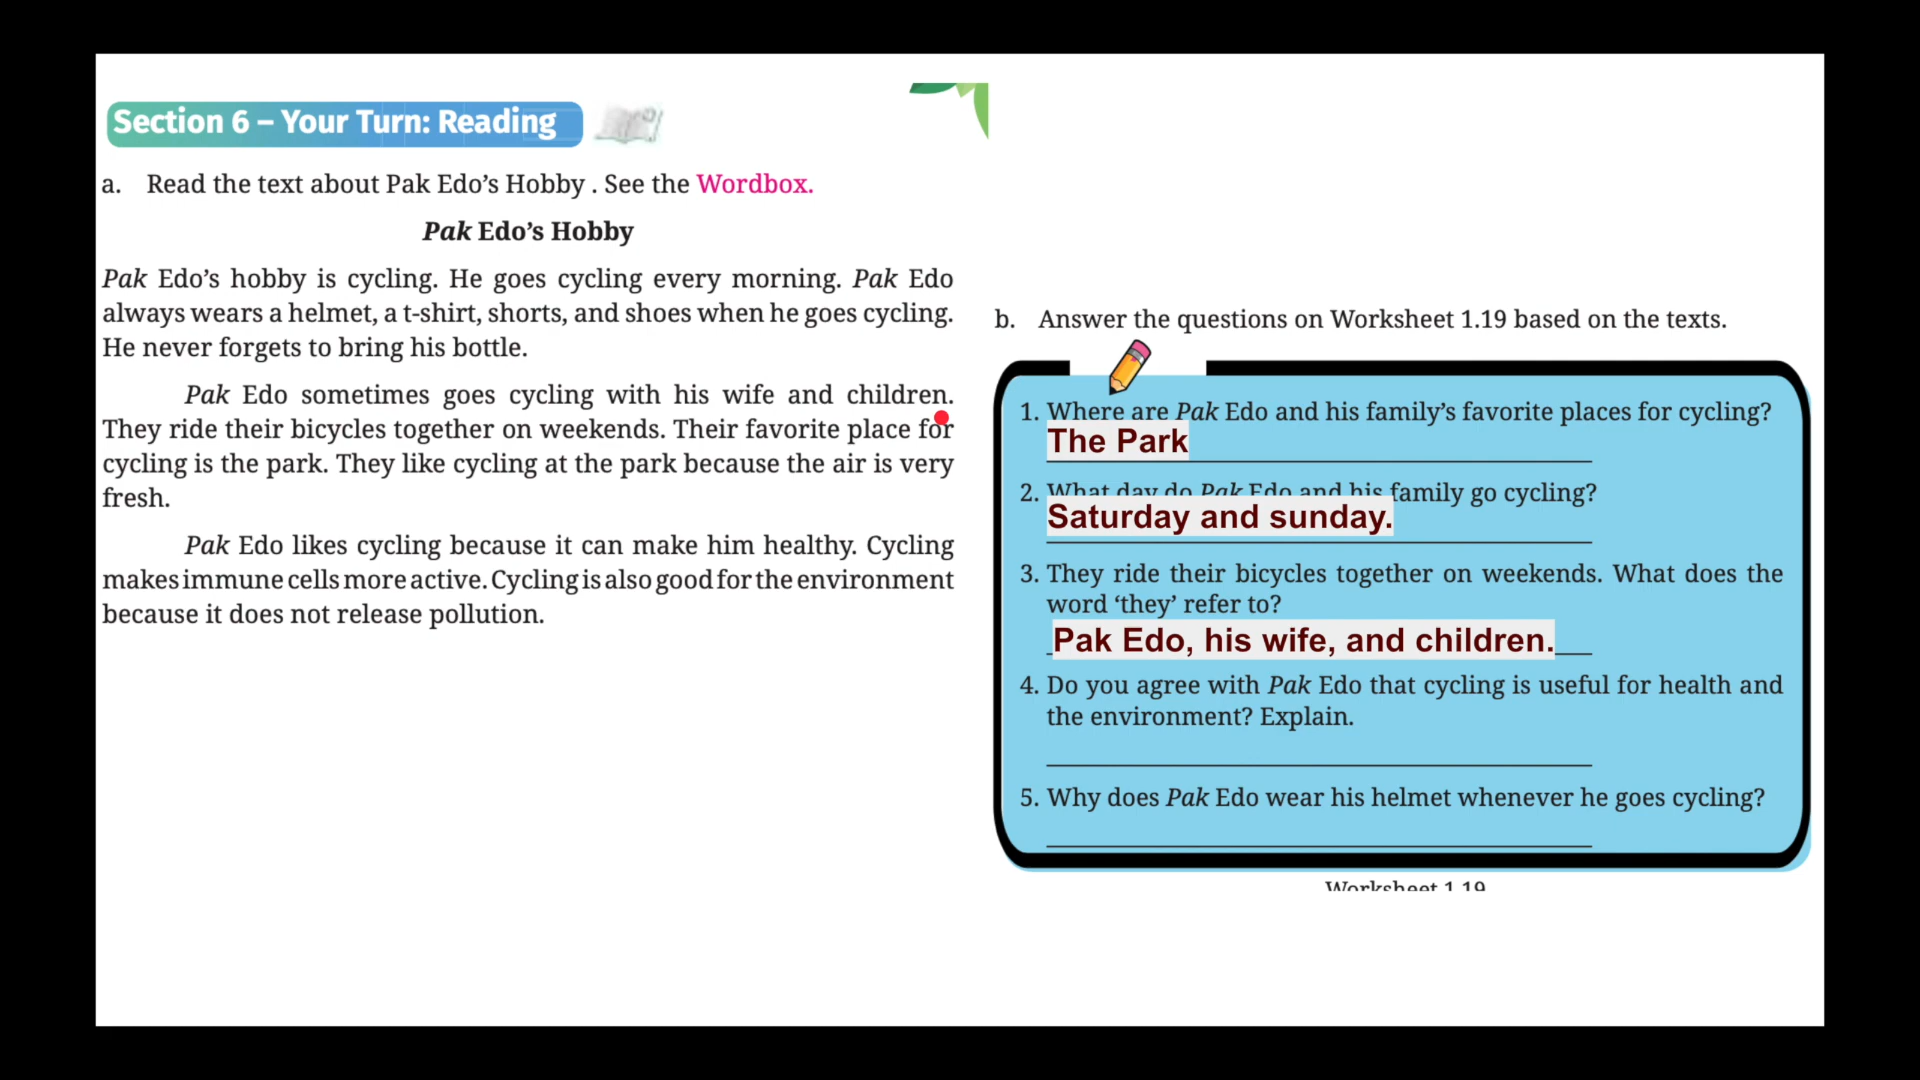 Section 6 – Your Turn: Reading
a. Read the text about Pak Edo’s Hobby . See the Wordbox.
Pak Edo’s Hobby
Pak Edo’s hobby is cycling. He goes cycling every morning. Pak Edo
always wears a helmet, a t-shirt, shorts, and shoes when he goes cycling.
He never forgets to bring his bottle.
Pak Edo sometimes goes cycling with his wife and children.
They ride their bicycles together on weekends. Their favorite place for
cycling is the park. They like cycling at the park because the air is very
fresh.
Pak Edo likes cycling because it can make him healthy. Cycling
makes immune cells more active. Cycling is also good for the environment
because it does not release pollution.
b. Answer the questions on Worksheet 1.19 based on the texts.
1. Where are Pak Edo and his family’s favorite places for cycling?
The Park
2. What day do Pak Edo and his family go cycling?
Saturday and sunday.
3. They ride their bicycles together on weekends. What does the
word ‘they’ refer to?
Pak Edo, his wife, and children.
4. Do you agree with Pak Edo that cycling is useful for health and
the environment? Explain.
5. Why does Pak Edo wear his helmet whenever he goes cycling?
Worksheet 1.19